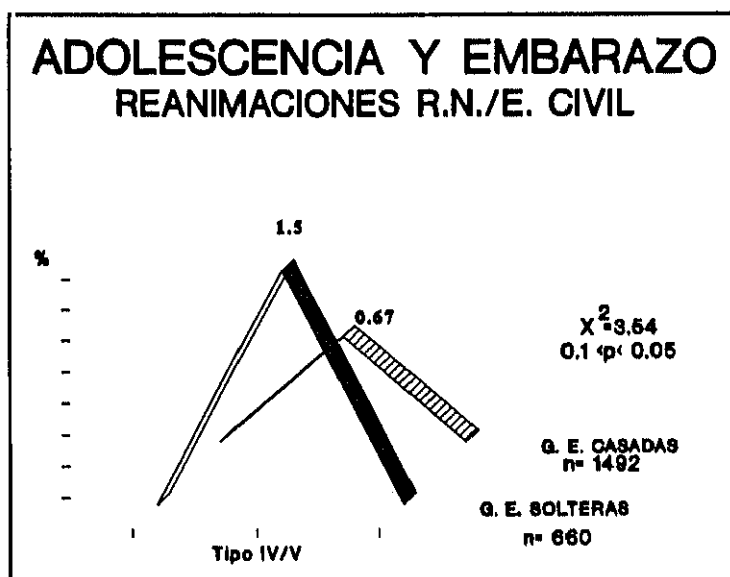 ADOLESCENCIA Y EMBARAZO
REANIMACIONES R.N./E. CIVIL
1.5
%
0.67
X²=3.54
0.1 <p< 0.05
G. E. CASADAS
n= 1492
G. E. SOLTERAS
n= 660
Tipo IV/V